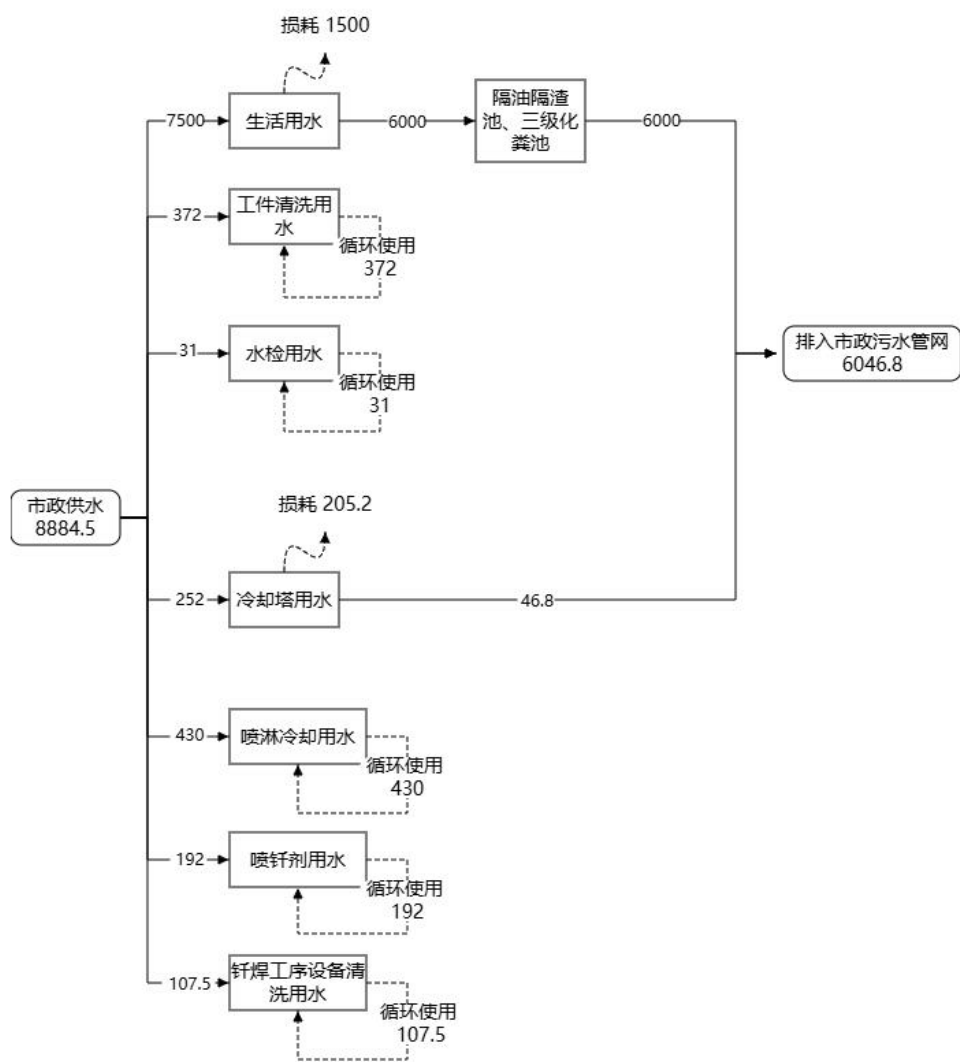 损耗 1500
7500
生活用水
6000
隔油隔渣
池、三级化
粪池
6000
372
工件清洗用
水
循环使用
372
31
水检用水
循环使用
31
排入市政污水管网
6046.8
市政供水
8884.5
损耗 205.2
252
冷却塔用水
46.8
430
喷淋冷却用水
循环使用
430
192
喷钎剂用水
循环使用
192
107.5
钎焊工序设备清
洗用水
循环使用
107.5